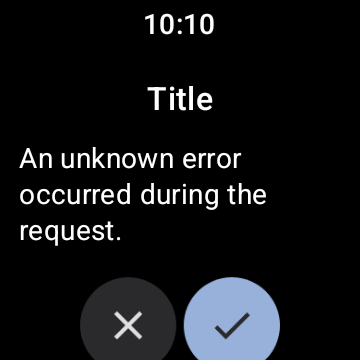 10:10
Title
An unknown error
occurred during the
request.